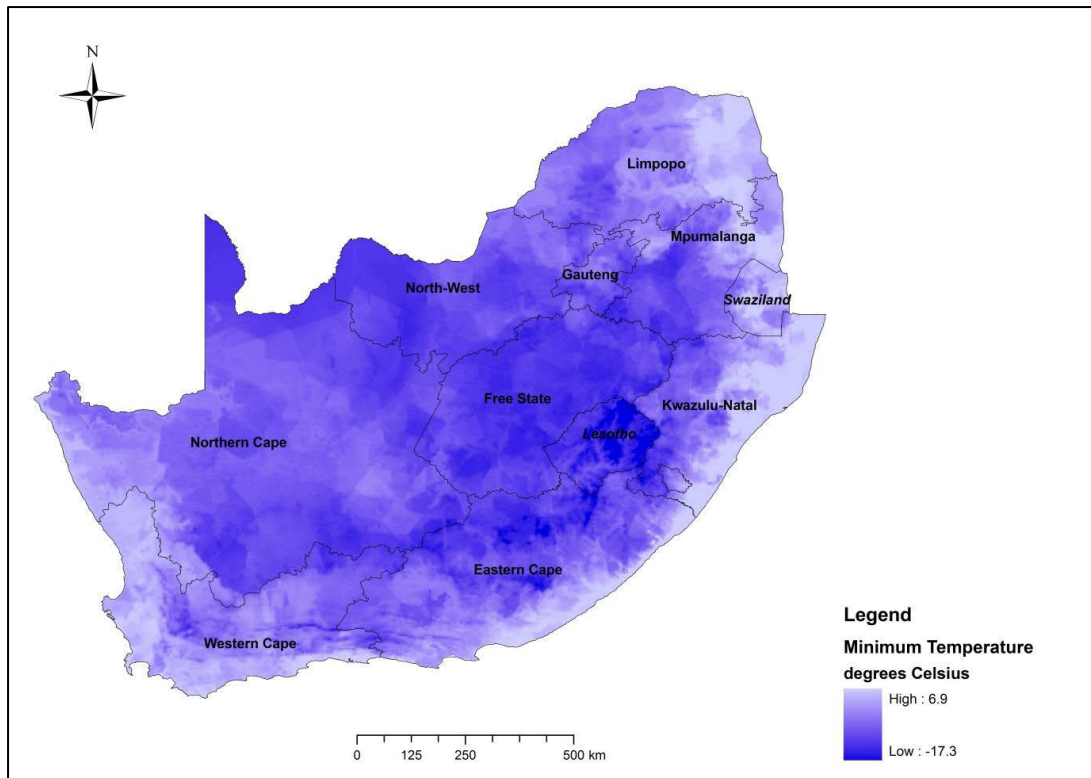 N
Limpopo
Mpumalanga
Gauteng
North-West
Swaziland
Free State
Kwazulu-Natal
Lesotho
Northern Cape
Eastern Cape
Western Cape
Legend
Minimum Temperature
degrees Celsius
High : 6.9
Low : -17.3
0 125 250 500 km